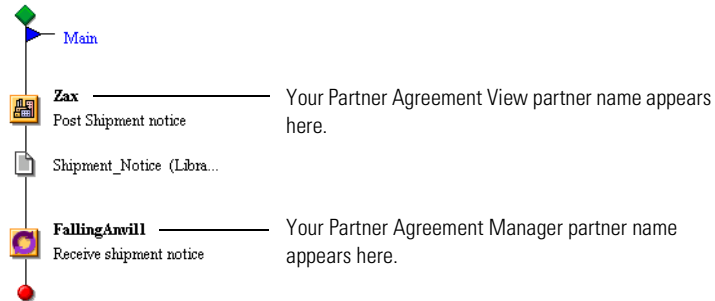 Main
Zax
Post Shipment notice
Your Partner Agreement View partner name appears
here.
Shipment_Notice (Libra...
FallingAnvil1
Receive shipment notice
Your Partner Agreement Manager partner name
appears here.